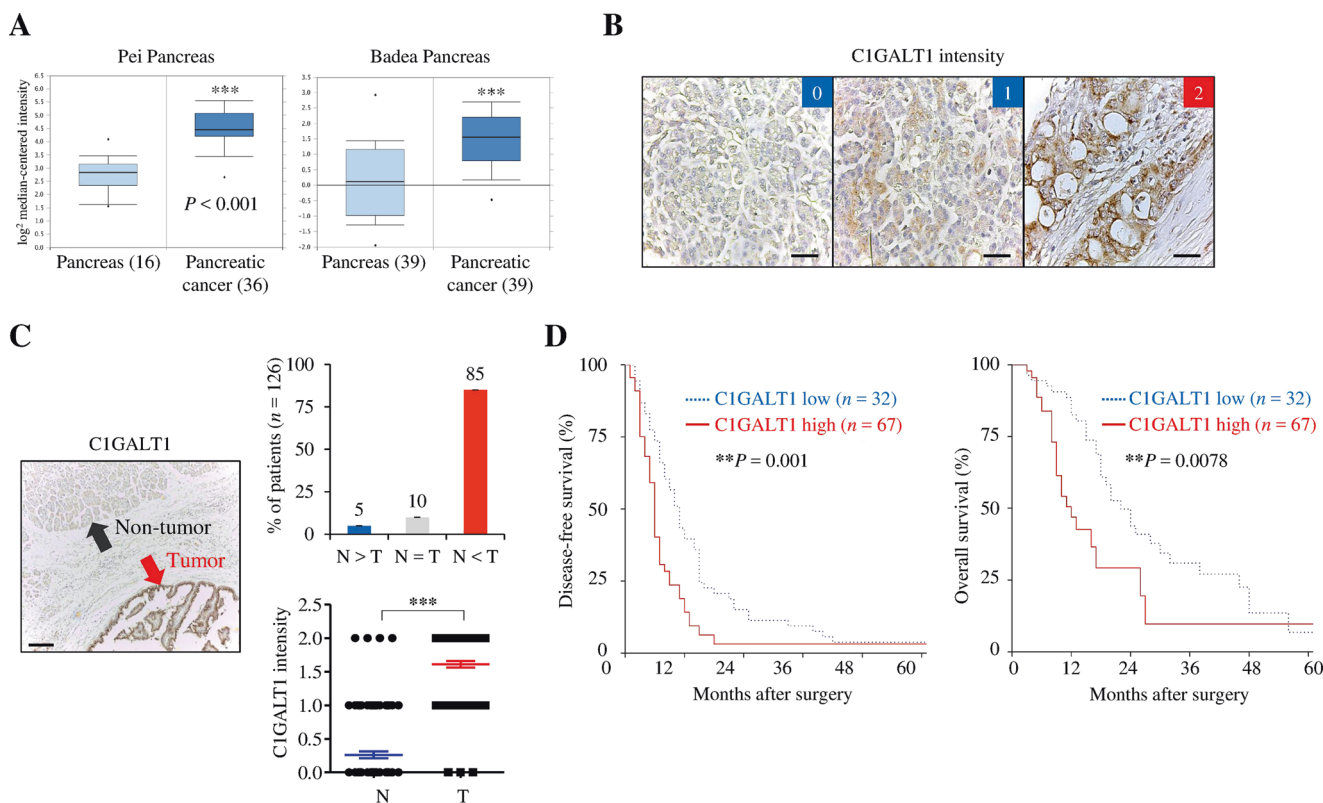 A
Pei Pancreas
Badea Pancreas
log² median-centered intensity
6.5
6.0
5.5
5.0
4.5
4.0
3.5
3.0
2.5
2.0
1.5
1.0
0.5
0.0
***
P < 0.001
Pancreas (16)
Pancreatic
cancer (36)
3.5
3.0
2.5
2.0
1.5
1.0
0.5
0.0
-0.5
-1.0
-1.5
-2.0
***
Pancreas (39)
Pancreatic
cancer (39)
B
C1GALT1 intensity
0
1
2
C
C1GALT1
Non-tumor
Tumor
% of patients (n = 126)
100
75
50
25
0
5
10
85
N > T
N = T
N < T
C1GALT1 intensity
2.5
2.0
1.5
1.0
0.5
0.0
***
N
T
D
Disease-free survival (%)
100
75
50
25
0
C1GALT1 low (n = 32)
C1GALT1 high (n = 67)
**P = 0.001
0 12 24 36 48 60
Months after surgery
Overall survival (%)
100
75
50
25
0
C1GALT1 low (n = 32)
C1GALT1 high (n = 67)
**P = 0.0078
0 12 24 36 48 60
Months after surgery